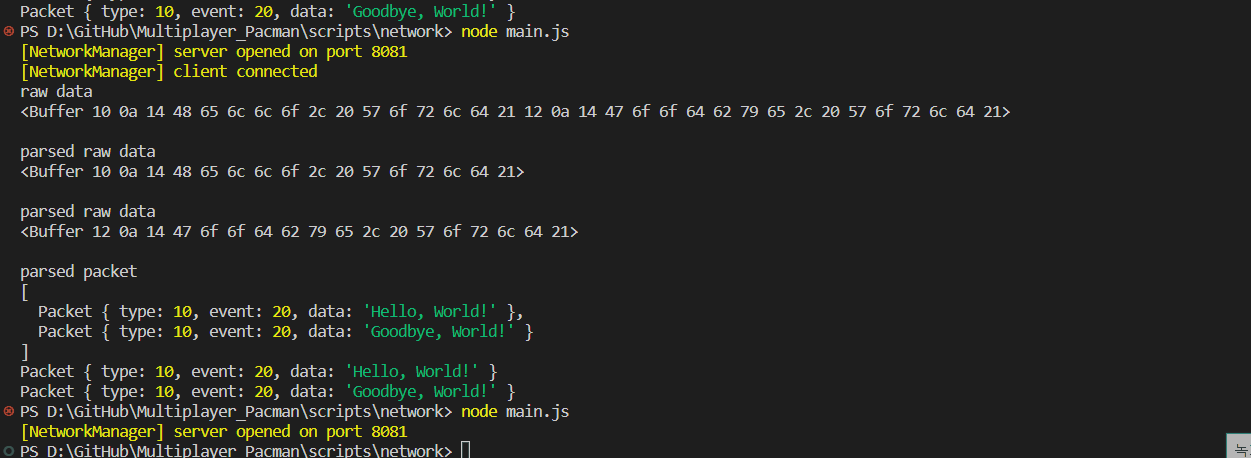 Packet { type: 10, event: 20, data: 'Goodbye, World!' }
PS D:\GitHub\Multiplayer_Pacman\scripts\network> node main.js
[NetworkManager] server opened on port 8081
[NetworkManager] client connected
raw data
<Buffer 10 0a 14 48 65 6c 6c 6f 2c 20 57 6f 72 6c 64 21 12 0a 14 47 6f 6f 64 62 79 65 2c 20 57 6f 72 6c 64 21>
parsed raw data
<Buffer 10 0a 14 48 65 6c 6c 6f 2c 20 57 6f 72 6c 64 21>
parsed raw data
<Buffer 12 0a 14 47 6f 6f 64 62 79 65 2c 20 57 6f 72 6c 64 21>
parsed packet
[
  Packet { type: 10, event: 20, data: 'Hello, World!' },
  Packet { type: 10, event: 20, data: 'Goodbye, World!' }
]
Packet { type: 10, event: 20, data: 'Hello, World!' }
Packet { type: 10, event: 20, data: 'Goodbye, World!' }
PS D:\GitHub\Multiplayer_Pacman\scripts\network> node main.js
[NetworkManager] server opened on port 8081
PS D:\GitHub\Multiplayer_Pacman\scripts\network>